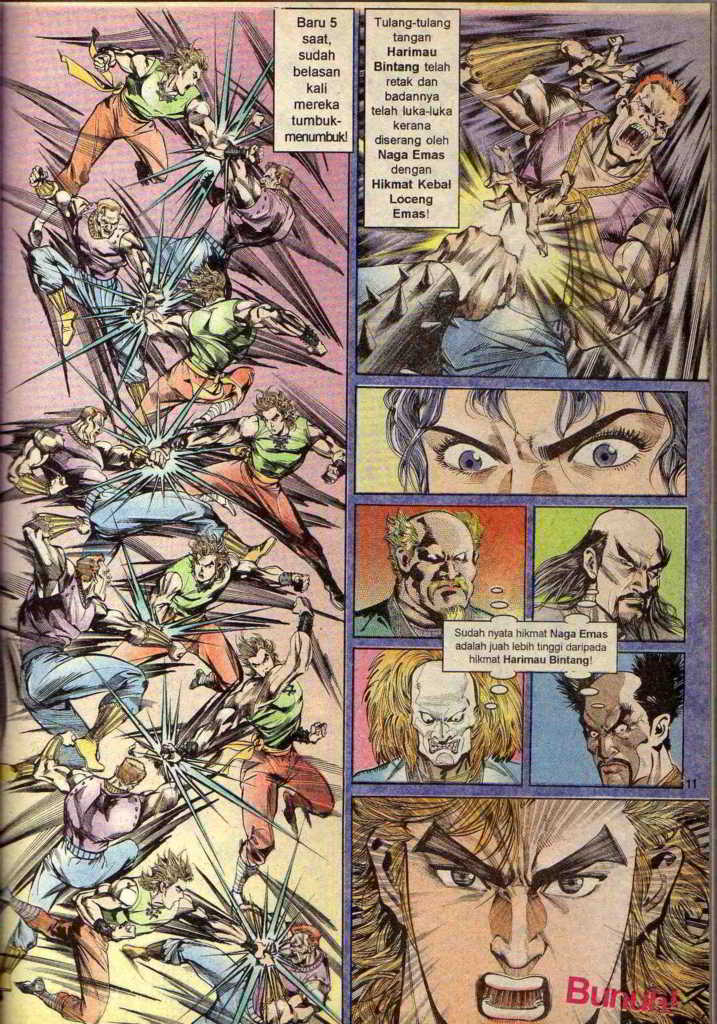 Baru 5
saat,
sudah
belasan
kali
mereka
tumbuk-
menumbuk!
Tulang-tulang
tangan
Harimau
Bintang telah
retak dan
badannya
telah luka-luka
kerana
diserang oleh
Naga Emas
dengan
Hikmat Kebal
Loceng
Emas!
Sudah nyata hikmat Naga Emas
adalah juah lebih tinggi daripada
hikmat Harimau Bintang!
11
Bunuh!